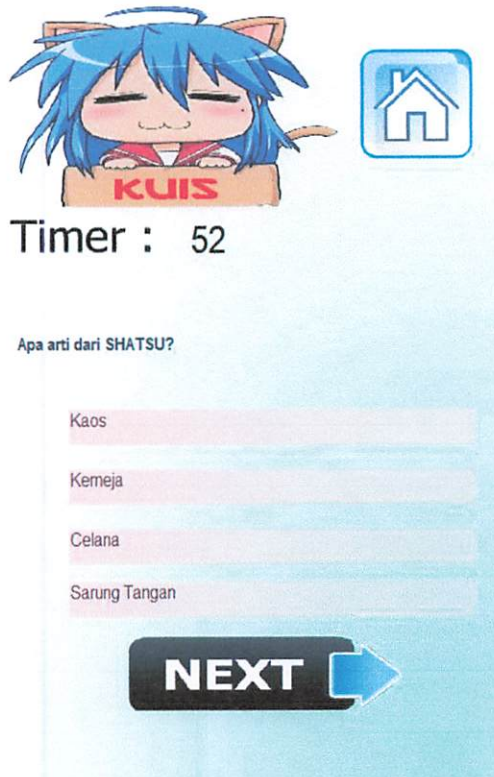 KUIS
Timer : 52
Apa arti dari SHATSU?
Kaos
Kemeja
Celana
Sarung Tangan
NEXT